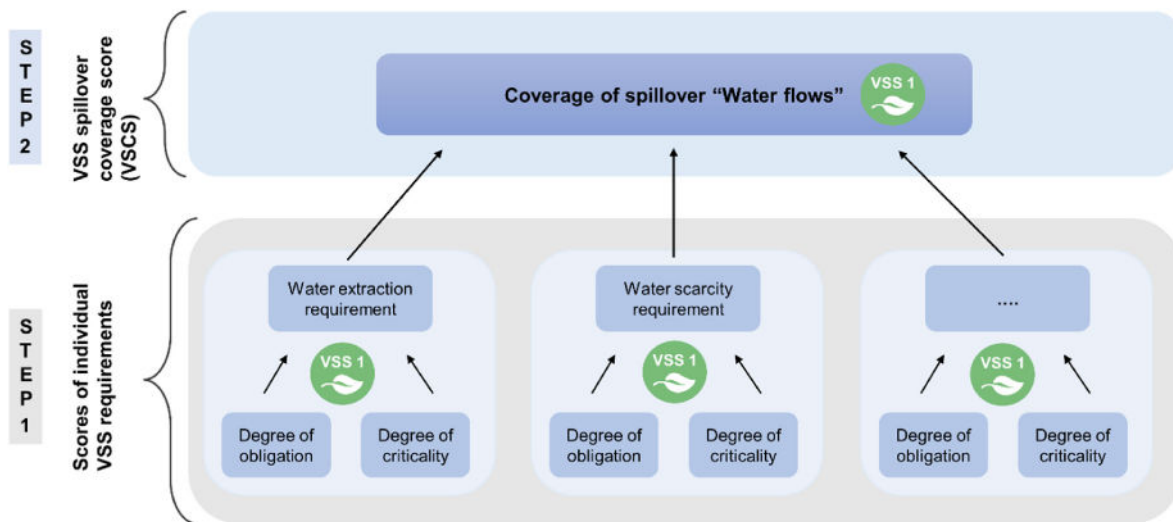 STEP 2
VSS spillover
coverage score
(VSCS)
Coverage of spillover “Water flows”
VSS 1
STEP 1
Scores of individual
VSS requirements
Water extraction
requirement
VSS 1
Degree of
obligation
Degree of
criticality
Water scarcity
requirement
VSS 1
Degree of
obligation
Degree of
criticality
....
VSS 1
Degree of
obligation
Degree of
criticality